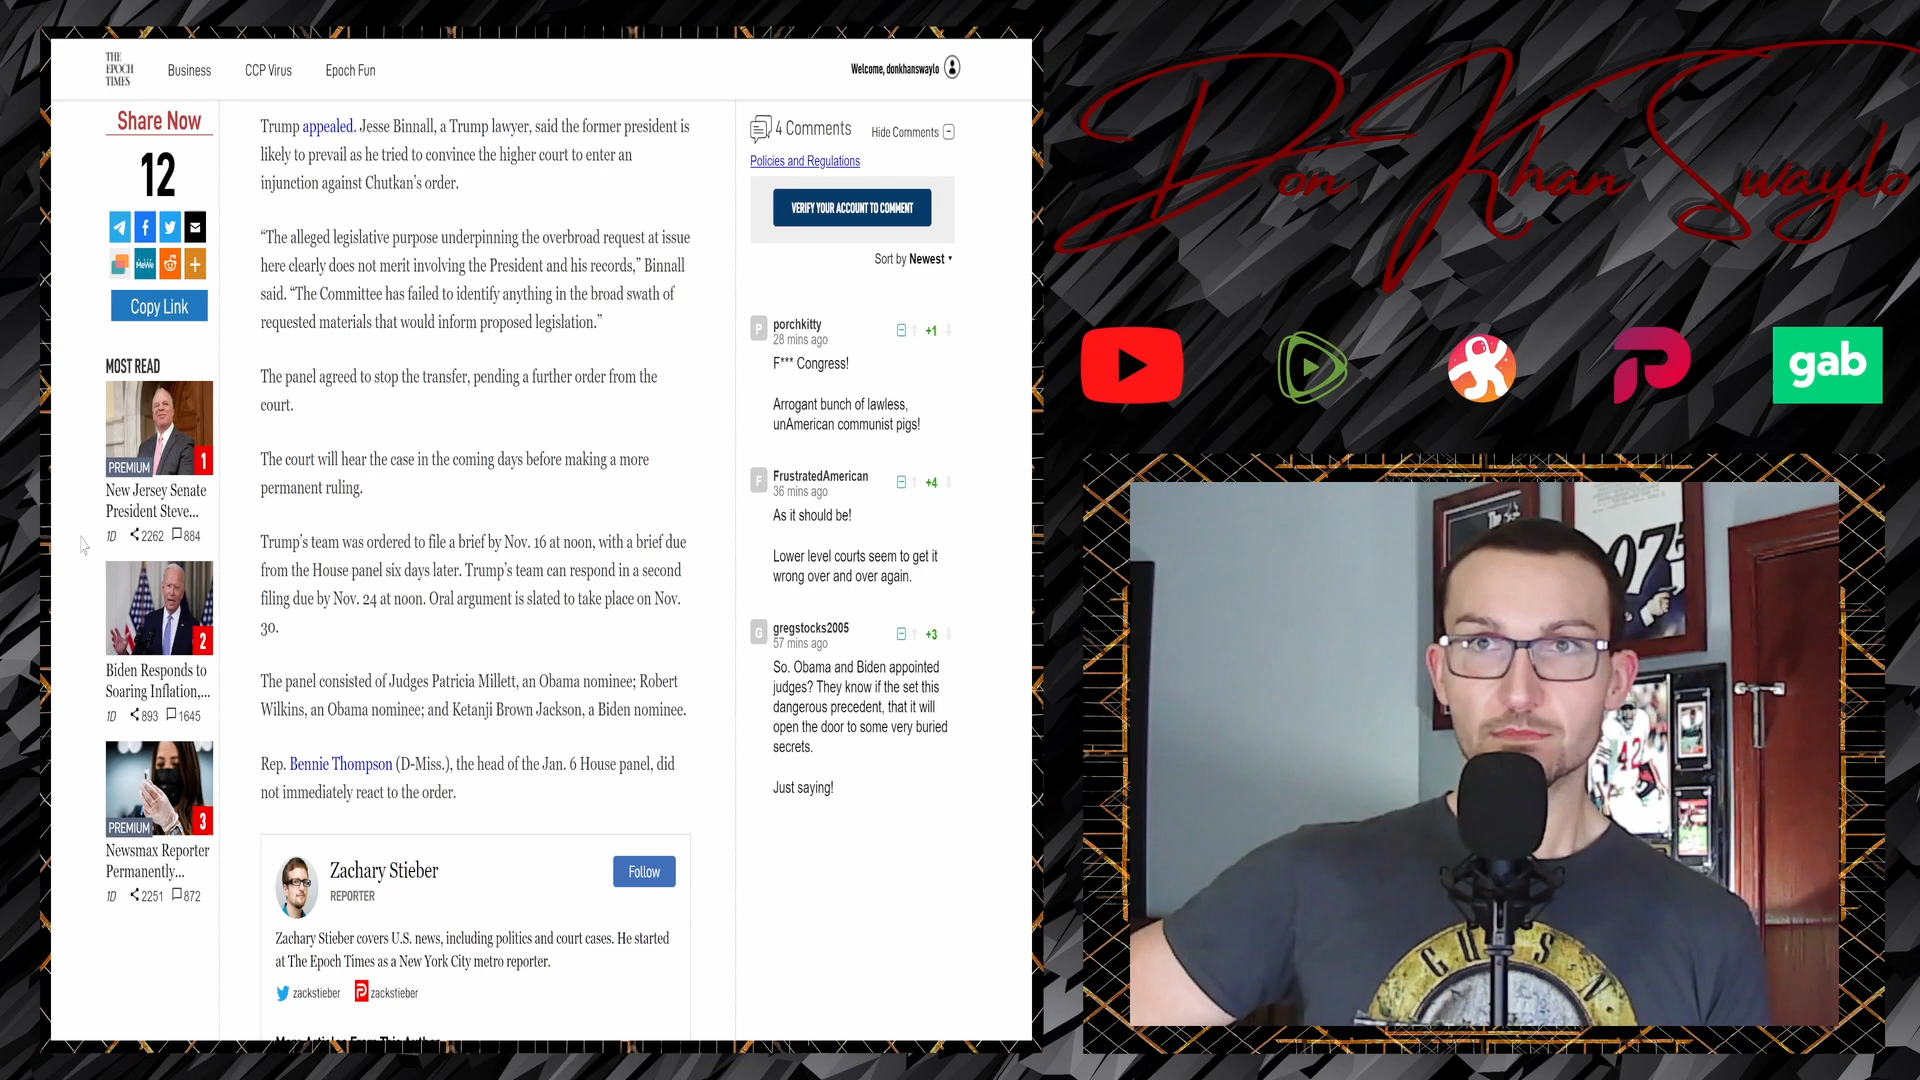 THE
EPOCH
TIMES
Business
CCP Virus
Epoch Fun
Welcome, donkhanswaylo
Share Now
12
MeWe
Copy Link
MOST READ
PREMIUM
1
New Jersey Senate
President Steve...
1D 2262 884
2
Biden Responds to
Soaring Inflation,...
1D 893 1645
PREMIUM
3
Newsmax Reporter
Permanently...
1D 2251 872
Trump appealed. Jesse Binnall, a Trump lawyer, said the former president is
likely to prevail as he tried to convince the higher court to enter an
injunction against Chutkan’s order.
“The alleged legislative purpose underpinning the overbroad request at issue
here clearly does not merit involving the President and his records,” Binnall
said. “The Committee has failed to identify anything in the broad swath of
requested materials that would inform proposed legislation.”
The panel agreed to stop the transfer, pending a further order from the
court.
The court will hear the case in the coming days before making a more
permanent ruling.
Trump’s team was ordered to file a brief by Nov. 16 at noon, with a brief due
from the House panel six days later. Trump’s team can respond in a second
filing due by Nov. 24 at noon. Oral argument is slated to take place on Nov.
30.
The panel consisted of Judges Patricia Millett, an Obama nominee; Robert
Wilkins, an Obama nominee; and Ketanji Brown Jackson, a Biden nominee.
Rep. Bennie Thompson (D-Miss.), the head of the Jan. 6 House panel, did
not immediately react to the order.
Zachary Stieber
REPORTER
Follow
Zachary Stieber covers U.S. news, including politics and court cases. He started
at The Epoch Times as a New York City metro reporter.
zackstieber
zackstieber
More Articles From This Author
4 Comments
Hide Comments
Policies and Regulations
VERIFY YOUR ACCOUNT TO COMMENT
Sort by Newest
P
porchkitty
+1
28 mins ago
F*** Congress!
Arrogant bunch of lawless,
unAmerican communist pigs!
F
FrustratedAmerican
+4
36 mins ago
As it should be!
Lower level courts seem to get it
wrong over and over again.
G
gregstocks2005
+3
57 mins ago
So. Obama and Biden appointed
judges? They know if the set this
dangerous precedent, that it will
open the door to some very buried
secrets.
Just saying!
Don Khan Swaylo
gab
The
007
42
GUNS N